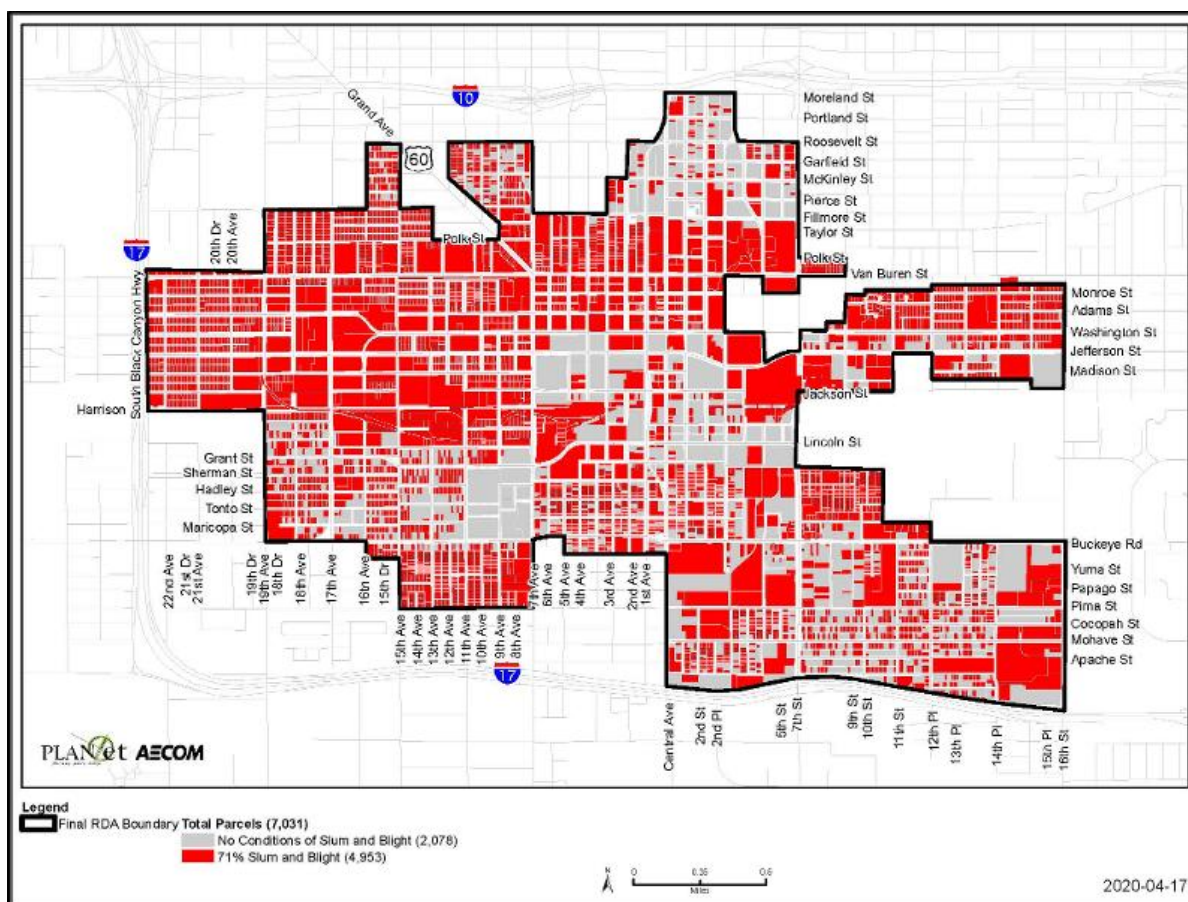 Grand Ave
10
60
17
20th Dr
20th Ave
South Black Canyon Hwy
Harrison
Grant St
Sherman St
Hadley St
Tonto St
Maricopa St
Moreland St
Portland St
Roosevelt St
Garfield St
McKinley St
Pierce St
Fillmore St
Taylor St
Polk St
Polk St
Van Buren St
Monroe St
Adams St
Washington St
Jefferson St
Madison St
Jackson St
Lincoln St
Buckeye Rd
Yuma St
Papago St
Pima St
Cocopah St
Mohave St
Apache St
22nd Ave
21st Dr
21st Ave
19th Dr
19th Ave
18th Dr
18th Ave
17th Ave
16th Ave
15th Dr
15th Ave
14th Ave
13th Ave
12th Ave
11th Ave
10th Ave
9th Ave
8th Ave
7th Ave
6th Ave
5th Ave
4th Ave
3rd Ave
2nd Ave
1st Ave
17
Central Ave
2nd St
2nd Pl
5th St
7th St
9th St
10th St
11th St
12th Pl
13th Pl
14th Pl
15th Pl
16th St
PLANet AECOM
Legend
Final RDA Boundary Total Parcels (7,031)
No Conditions of Slum and Blight (2,078)
71% Slum and Blight (4,953)
N
0 0.35 0.6
Miles
2020-04-17